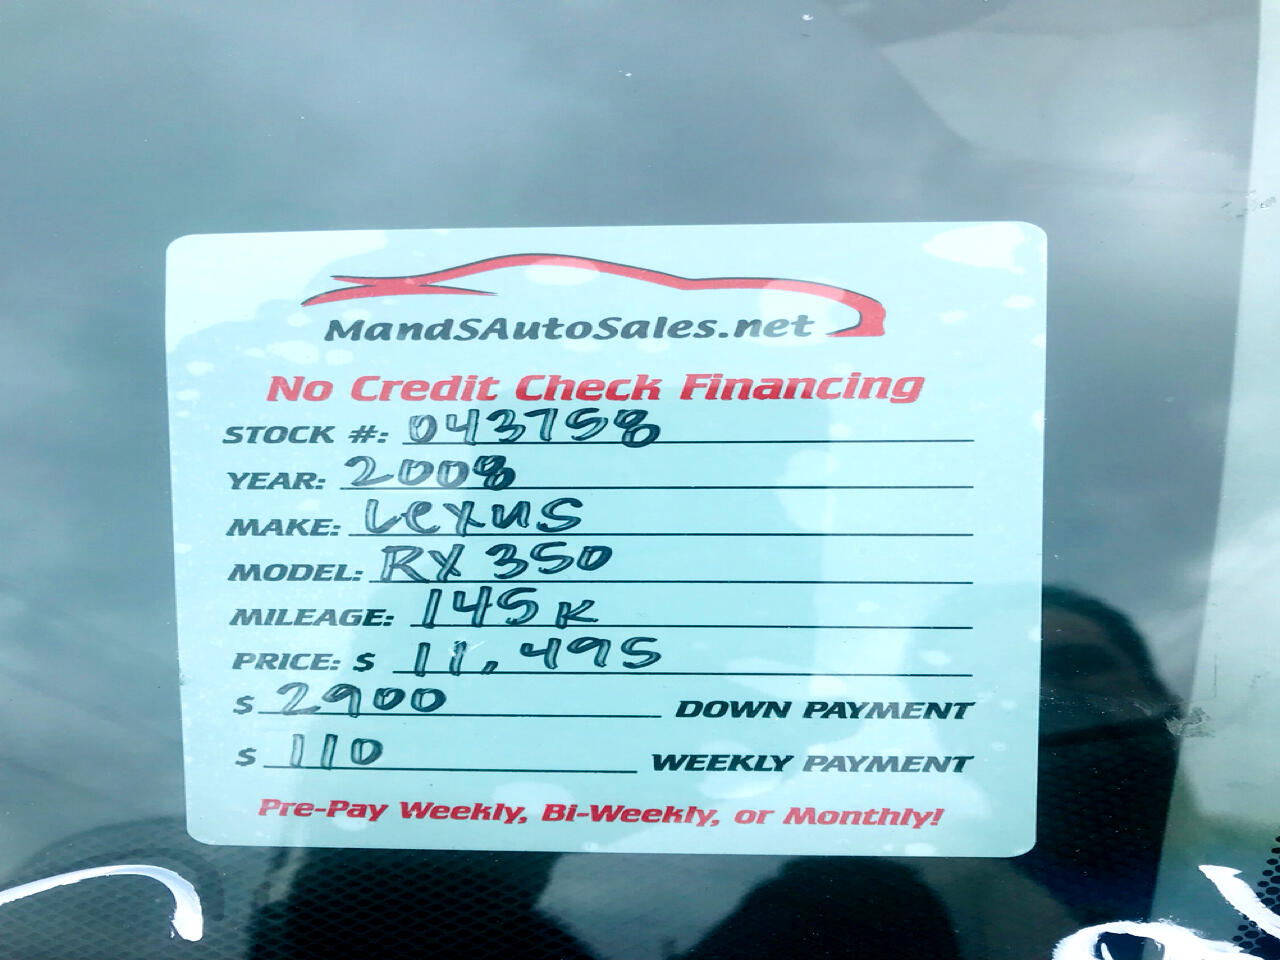 MandSAutoSales.net
No Credit Check Financing
STOCK #: 043758
YEAR: 2008
MAKE: Lexus
MODEL: RX 350
MILEAGE: 145K
PRICE: $ 11,495
$ 2900 DOWN PAYMENT
$ 110 WEEKLY PAYMENT
Pre-Pay Weekly, Bi-Weekly, or Monthly!